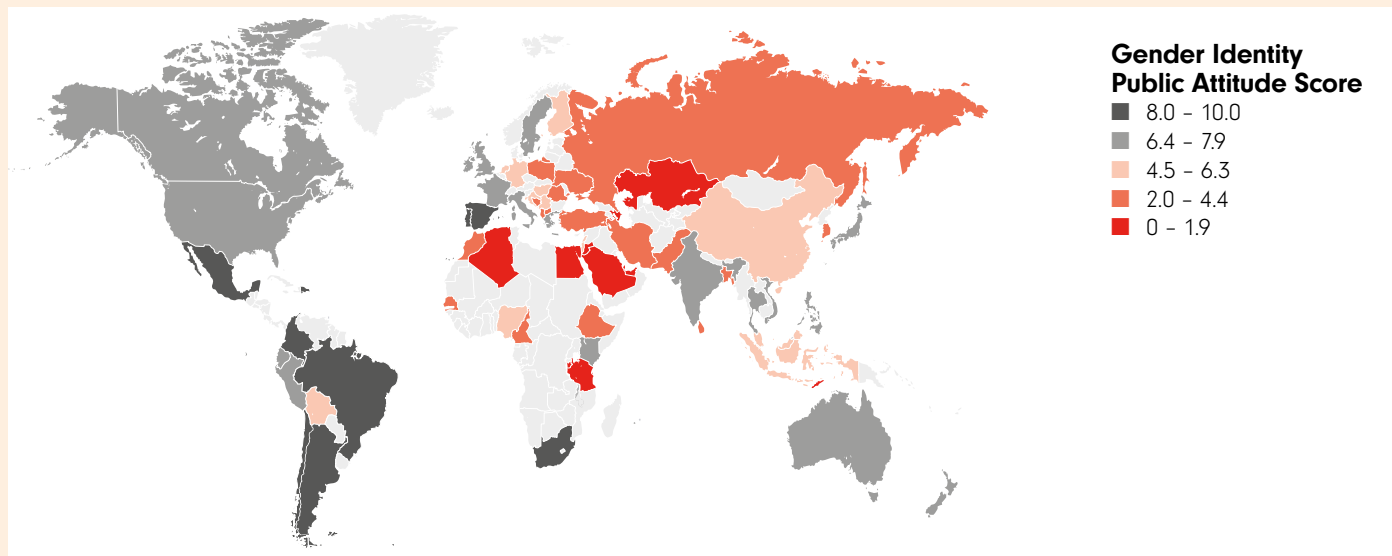 Gender Identity
Public Attitude Score
8.0 – 10.0
6.4 – 7.9
4.5 – 6.3
2.0 – 4.4
0 – 1.9